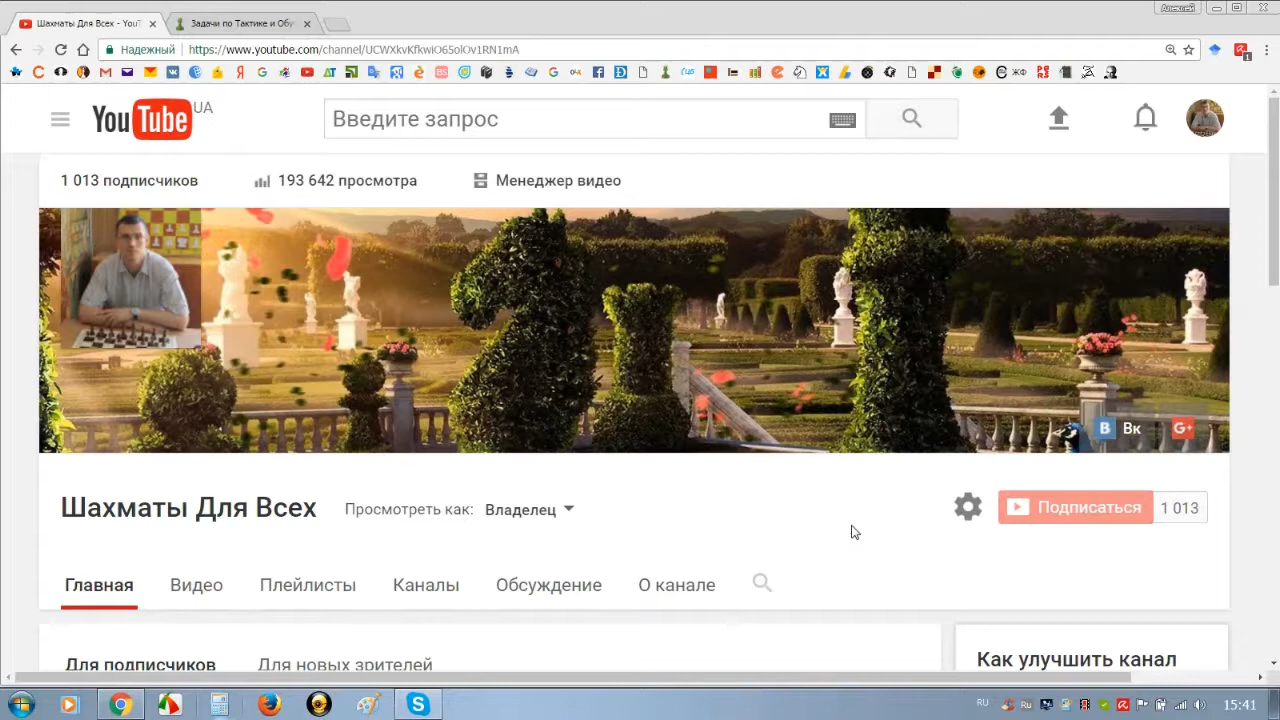 Шахматы Для Всех - YouT
Задачи по Тактике и Обу
Алексей
Надежный
https://www.youtube.com/channel/UCWXkvKfkwiO65olOv1RN1mA
YouTube UA
Введите запрос
1 013 подписчиков
193 642 просмотра
Менеджер видео
В Вк
G+
Шахматы Для Всех
Просмотреть как: Владелец
Подписаться 1 013
Главная
Видео
Плейлисты
Каналы
Обсуждение
О канале
Для подписчиков
Для новых зрителей
Как улучшить канал
RU
15:41